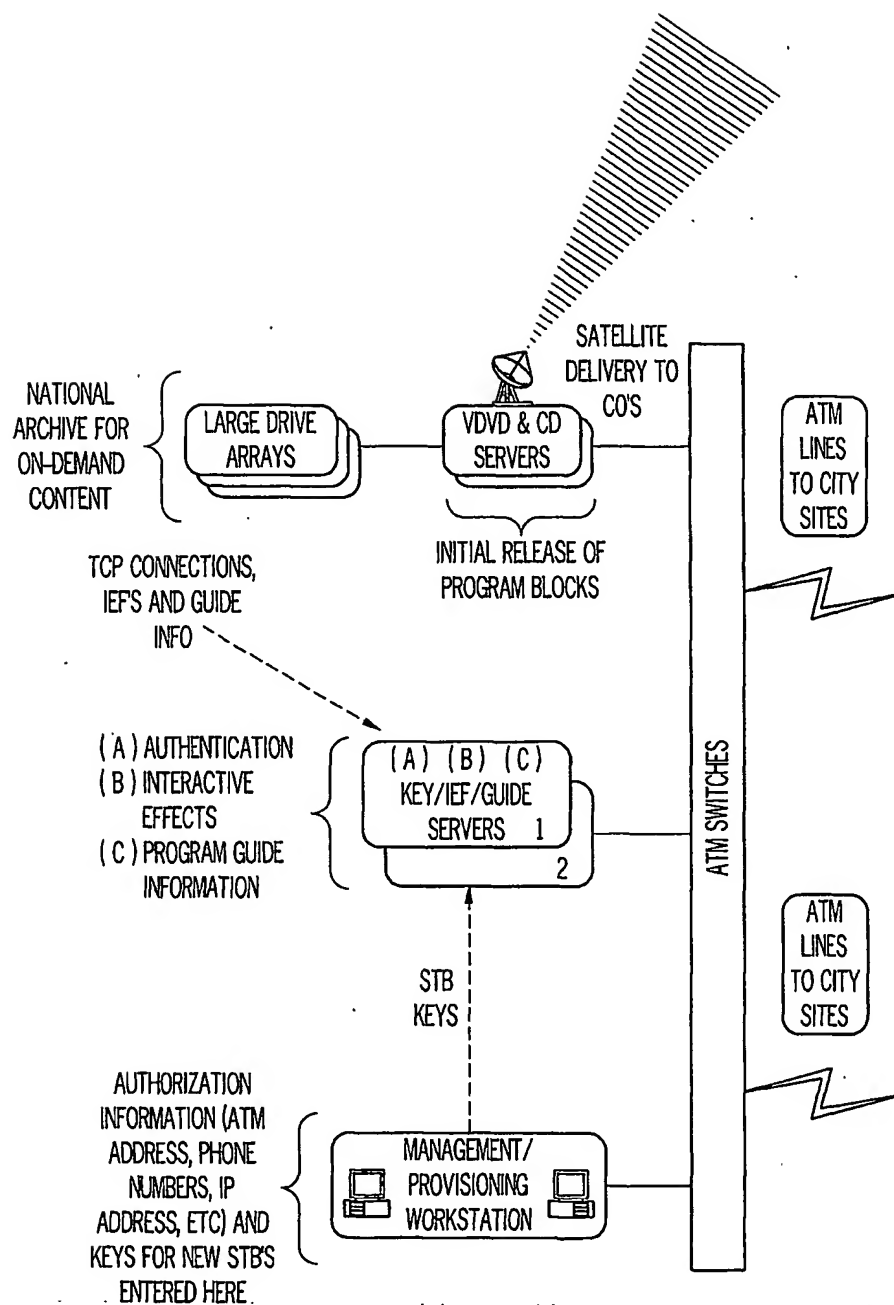 SATELLITE
DELIVERY TO
CO'S
NATIONAL
ARCHIVE FOR
ON-DEMAND
CONTENT
LARGE DRIVE
ARRAYS
VDVD & CD
SERVERS
ATM
LINES
TO CITY
SITES
INITIAL RELEASE OF
PROGRAM BLOCKS
TCP CONNECTIONS,
IEF'S AND GUIDE
INFO
(A) AUTHENTICATION
(B) INTERACTIVE
EFFECTS
(C) PROGRAM GUIDE
INFORMATION
(A) (B) (C)
KEY/IEF/GUIDE
SERVERS 1
2
ATM SWITCHES
ATM
LINES
TO CITY
SITES
STB
KEYS
AUTHORIZATION
INFORMATION (ATM
ADDRESS, PHONE
NUMBERS, IP
ADDRESS, ETC) AND
KEYS FOR NEW STB'S
ENTERED HERE.
MANAGEMENT/
PROVISIONING
WORKSTATION